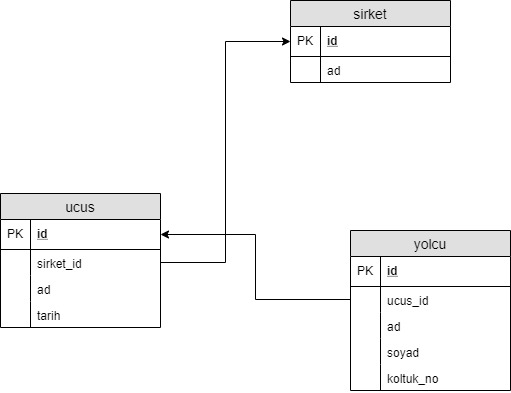 sirket
PK id
ad
ucus
PK id
sirket_id
ad
tarih
yolcu
PK id
ucus_id
ad
soyad
koltuk_no